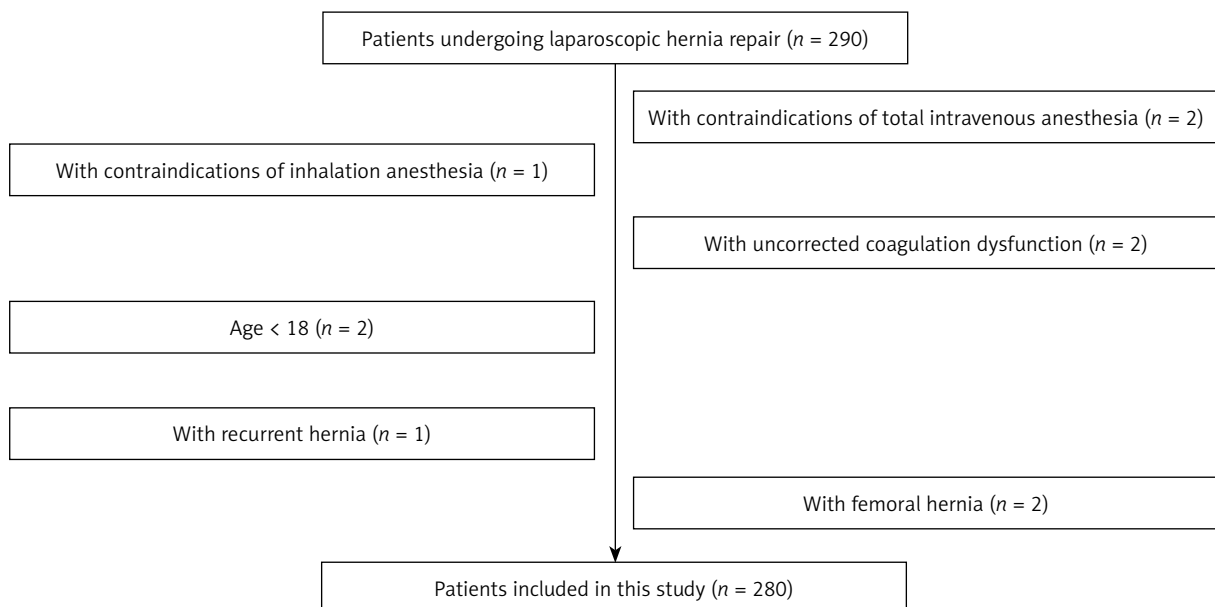 Patients undergoing laparoscopic hernia repair (n = 290)
With contraindications of total intravenous anesthesia (n = 2)
With contraindications of inhalation anesthesia (n = 1)
With uncorrected coagulation dysfunction (n = 2)
Age < 18 (n = 2)
With recurrent hernia (n = 1)
With femoral hernia (n = 2)
Patients included in this study (n = 280)